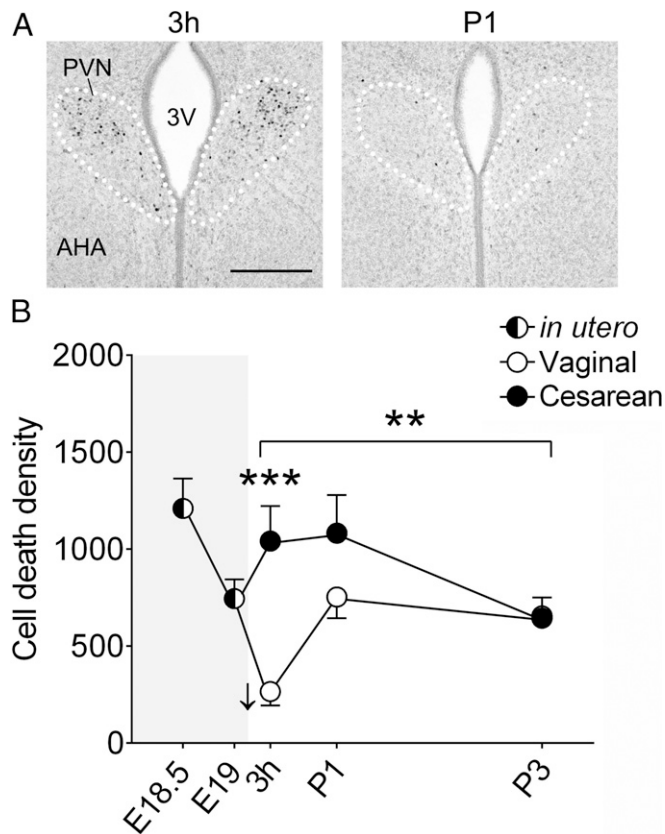 A
3h
P1
PVN
3V
AHA
B
in utero
Vaginal
Cesarean
2000
**
1500
***
1000
500
0
Cell death density
↓
E18.5
E19
3h
P1
P3